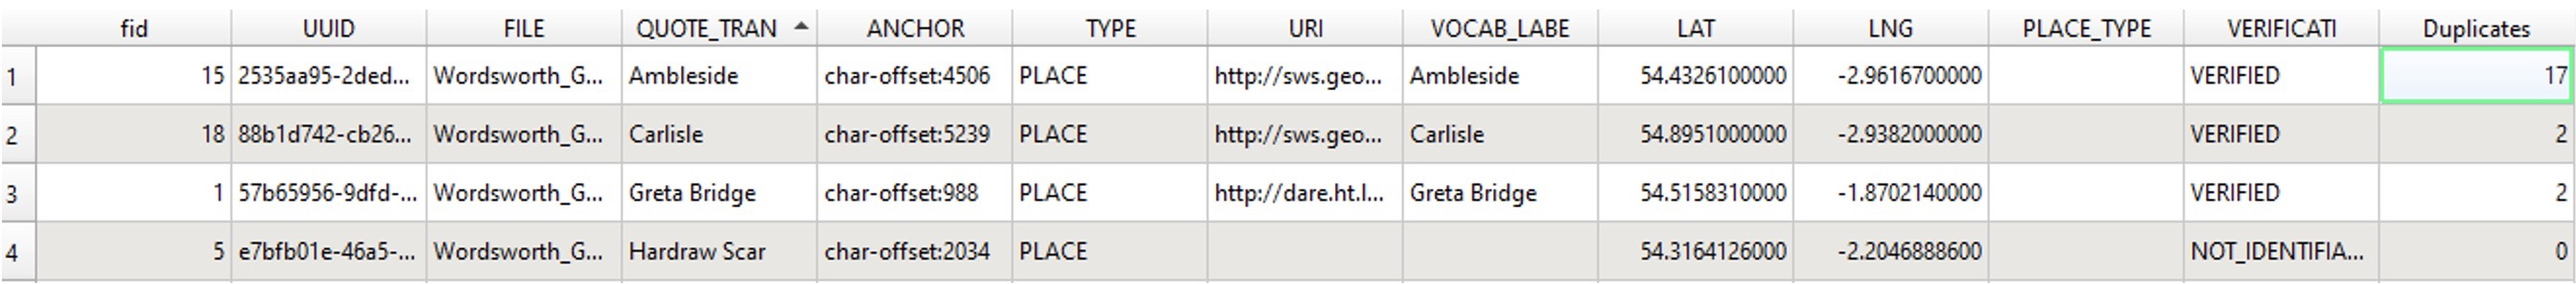 fid UUID FILE QUOTE_TRAN ANCHOR TYPE URI VOCAB_LABE LAT LNG PLACE_TYPE VERIFICATI Duplicates
1 15 2535aa95-2ded... Wordsworth_G... Ambleside char-offset:4506 PLACE http://sws.geo... Ambleside 54.4326100000 -2.9616700000 VERIFIED 17
2 18 88b1d742-cb26... Wordsworth_G... Carlisle char-offset:5239 PLACE http://sws.geo... Carlisle 54.8951000000 -2.9382000000 VERIFIED 2
3 1 57b65956-9dfd-... Wordsworth_G... Greta Bridge char-offset:988 PLACE http://dare.ht.l... Greta Bridge 54.5158310000 -1.8702140000 VERIFIED 2
4 5 e7bfb01e-46a5-... Wordsworth_G... Hardraw Scar char-offset:2034 PLACE 54.3164126000 -2.2046888600 NOT_IDENTIFIA... 0